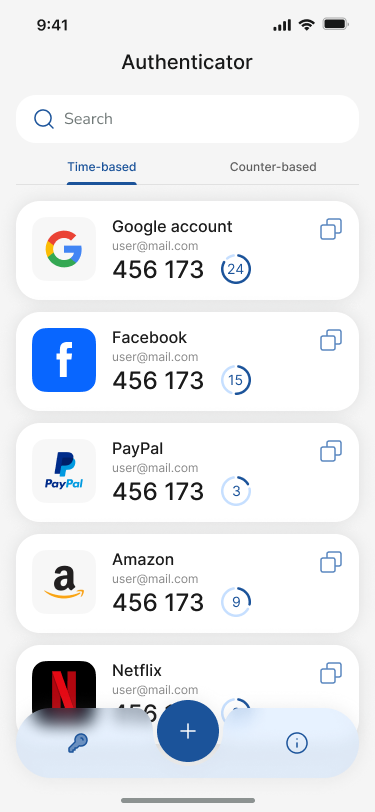 9:41
Authenticator
Search
Time-based Counter-based
Google account
user@mail.com
456 173 24
Facebook
user@mail.com
456 173 15
PayPal
PayPal
user@mail.com
456 173 3
Amazon
user@mail.com
456 173 9
Netflix
user@mail.com
456